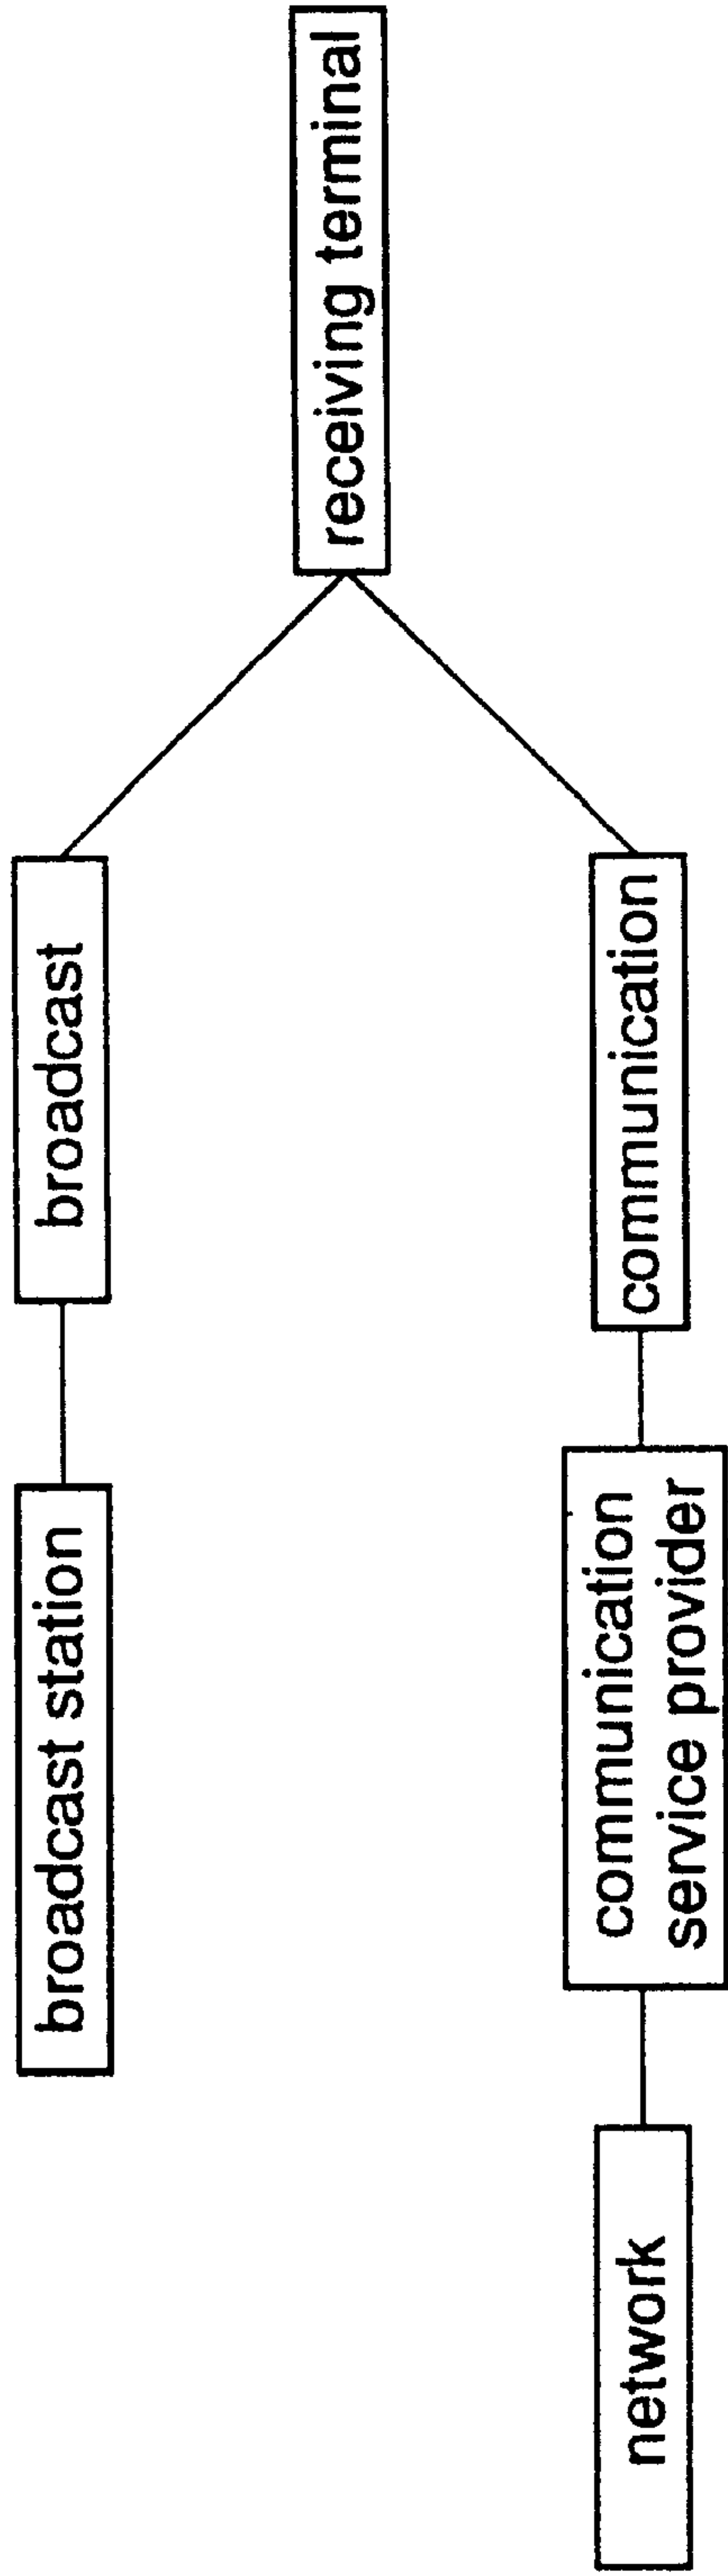 broadcast station
broadcast
receiving terminal
network
communication
service provider
communication